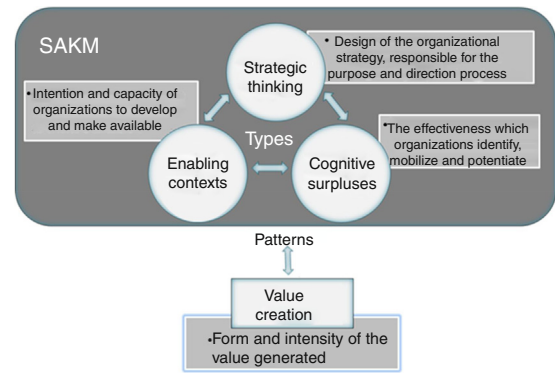 SAKM
Strategic
thinking
• Design of the organizational
strategy, responsible for the
purpose and direction process
•Intention and capacity of
organizations to develop
and make available
Types
Enabling
contexts
Cognitive
surpluses
•The effectiveness which
organizations identify,
mobilize and potentiate
Patterns
Value
creation
•Form and intensity of the
value generated